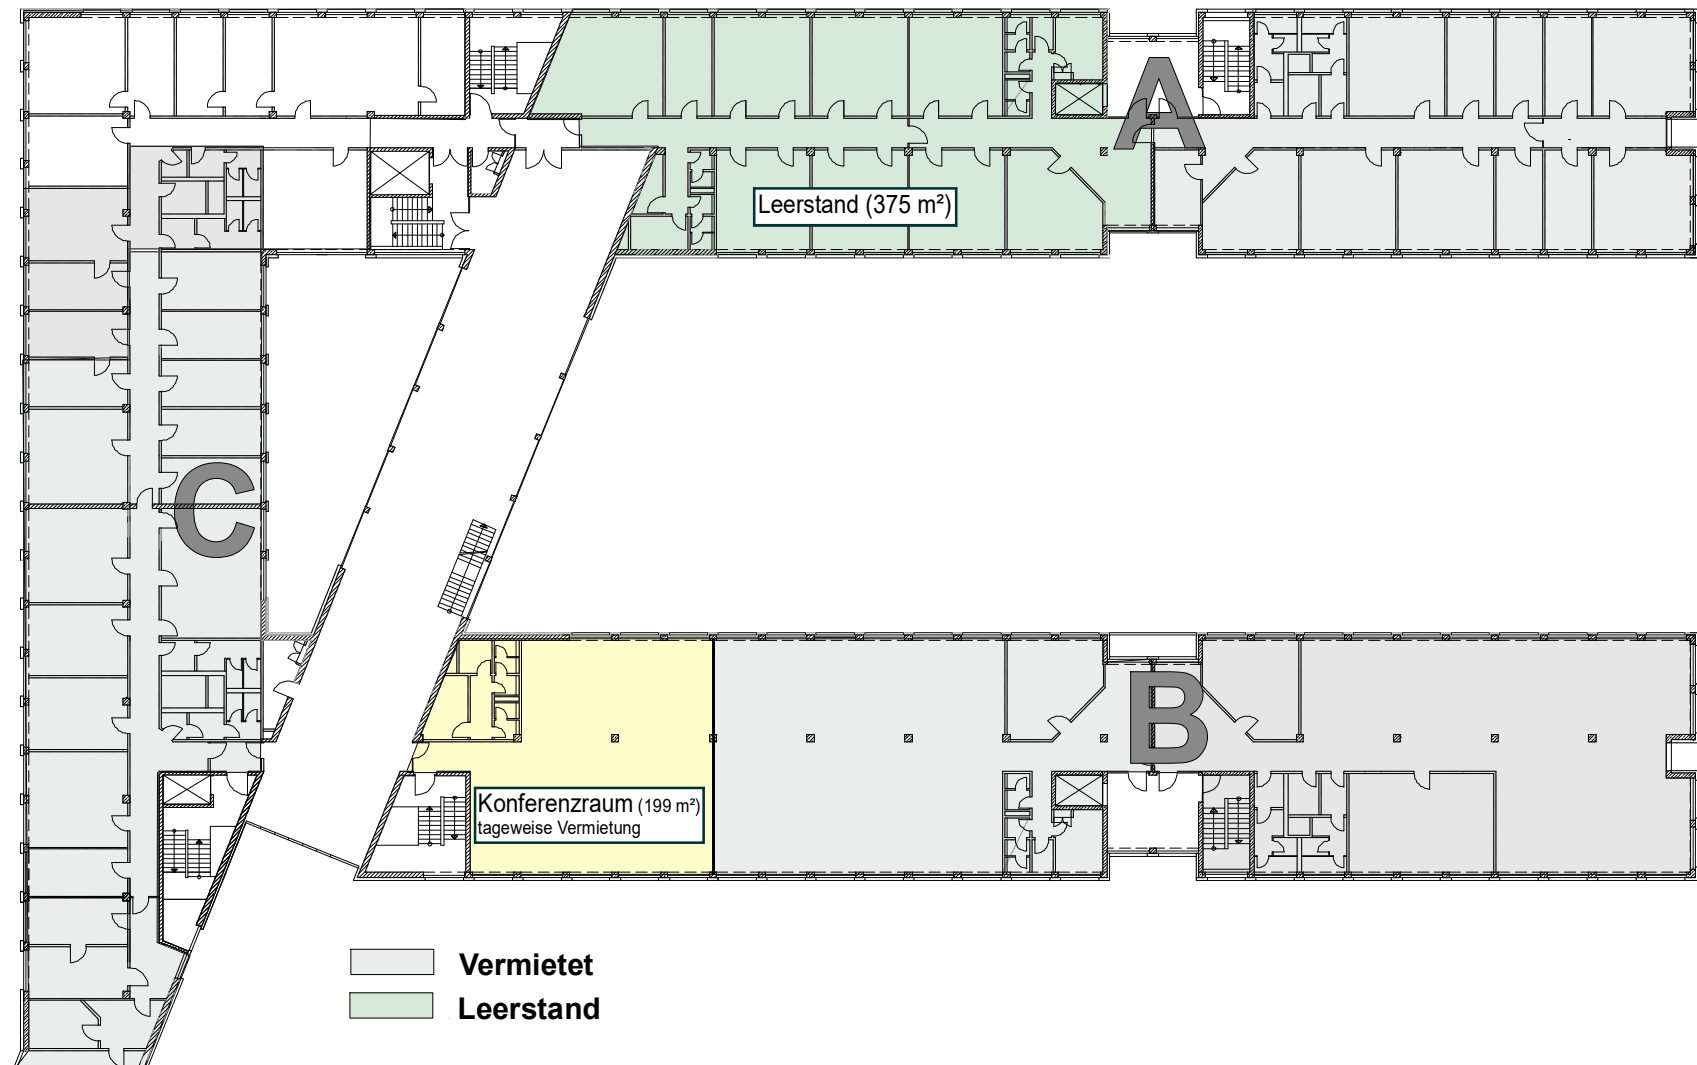 A
Leerstand (375 m²)
C
B
Konferenzraum (199 m²)
tageweise Vermietung
Vermietet
Leerstand